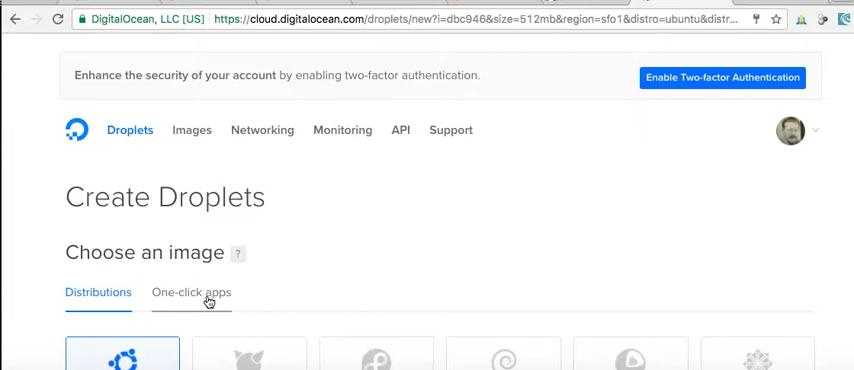 DigitalOcean, LLC [US] https://cloud.digitalocean.com/droplets/new?i=dbc946&size=512mb&region=sfo1&distro=ubuntu&distr...
Enhance the security of your account by enabling two-factor authentication.
Enable Two-factor Authentication
Droplets Images Networking Monitoring API Support
Create Droplets
Choose an image ?
Distributions One-click apps